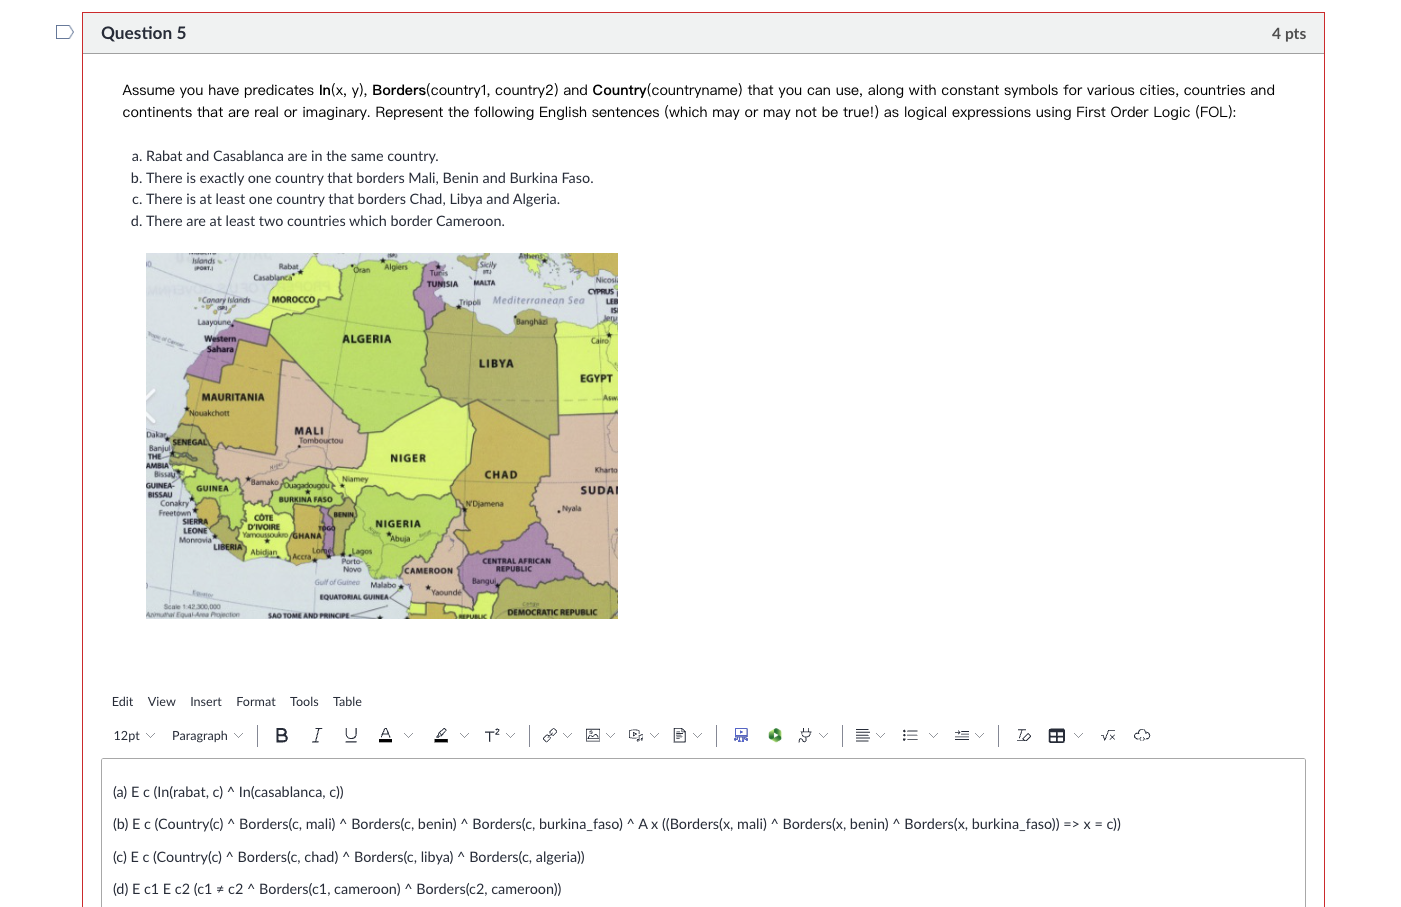 Question 5
4 pts
Assume you have predicates In(x, y), Borders(country1, country2) and Country(countryname) that you can use, along with constant symbols for various cities, countries and
continents that are real or imaginary. Represent the following English sentences (which may or may not be true!) as logical expressions using First Order Logic (FOL):
a. Rabat and Casablanca are in the same country.
b. There is exactly one country that borders Mali, Benin and Burkina Faso.
c. There is at least one country that borders Chad, Libya and Algeria.
d. There are at least two countries which border Cameroon.
Islands
(PORT.)
Rabat
Casablanca
Oran
Algiers
Tunis
Sicily
(IT.)
Athens
TUNISIA
MALTA
Nicosi
CYPRUS
LEB
IS
Jeru
Canary Islands
(SP.)
MOROCCO
Tripoli
Mediterranean Sea
Laayoune
Banghāzī
Western
Sahara
ALGERIA
Cairo
LIBYA
EGYPT
MAURITANIA
Asw
Nouakchott
MALI
Tombouctou
Dakar
SENEGAL
Banjul
THE
AMBIA
Bissau
NIGER
CHAD
Kharto
GUINEA-
BISSAU
GUINEA
Bamako
Niger
Ouagadougou
Niamey
SUDA
BURKINA FASO
N'Djamena
Nyala
Conakry
Freetown
SIERRA
LEONE
CÔTE
D'IVOIRE
Yamoussoukro
BENIN
TOGO
GHANA
NIGERIA
Abuja
Monrovia
LIBERIA
Abidjan
Accra
Lomé
Lagos
Porto-
Novo
CENTRAL AFRICAN
REPUBLIC
CAMEROON
Gulf of Guinea
Malabo
Bangui
Yaounde
EQUATORIAL GUINEA
Scale 1:42,300,000
Azimuthal Equal-Area Projection
SAO TOME AND PRINCIPE
REPUBLIC
DEMOCRATIC REPUBLIC
Edit View Insert Format Tools Table
12pt Paragraph B I U A T²
(a) E c (In(rabat, c) ^ In(casablanca, c))
(b) E c (Country(c) ^ Borders(c, mali) ^ Borders(c, benin) ^ Borders(c, burkina_faso) ^ A x ((Borders(x, mali) ^ Borders(x, benin) ^ Borders(x, burkina_faso)) => x = c))
(c) E c (Country(c) ^ Borders(c, chad) ^ Borders(c, libya) ^ Borders(c, algeria))
(d) E c1 E c2 (c1 ≠ c2 ^ Borders(c1, cameroon) ^ Borders(c2, cameroon))